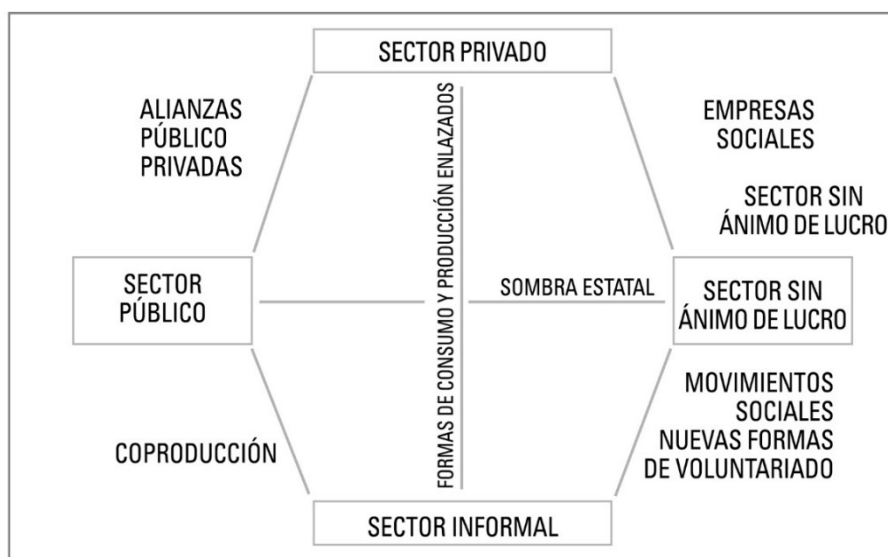 SECTOR PRIVADO
ALIANZAS
PÚBLICO
PRIVADAS
EMPRESAS
SOCIALES
SECTOR SIN
ÁNIMO DE LUCRO
FORMAS DE CONSUMO Y PRODUCCIÓN ENLAZADOS
SECTOR
PÚBLICO
SOMBRA ESTATAL
SECTOR SIN
ÁNIMO DE LUCRO
COPRODUCCIÓN
MOVIMIENTOS
SOCIALES
NUEVAS FORMAS
DE VOLUNTARIADO
SECTOR INFORMAL